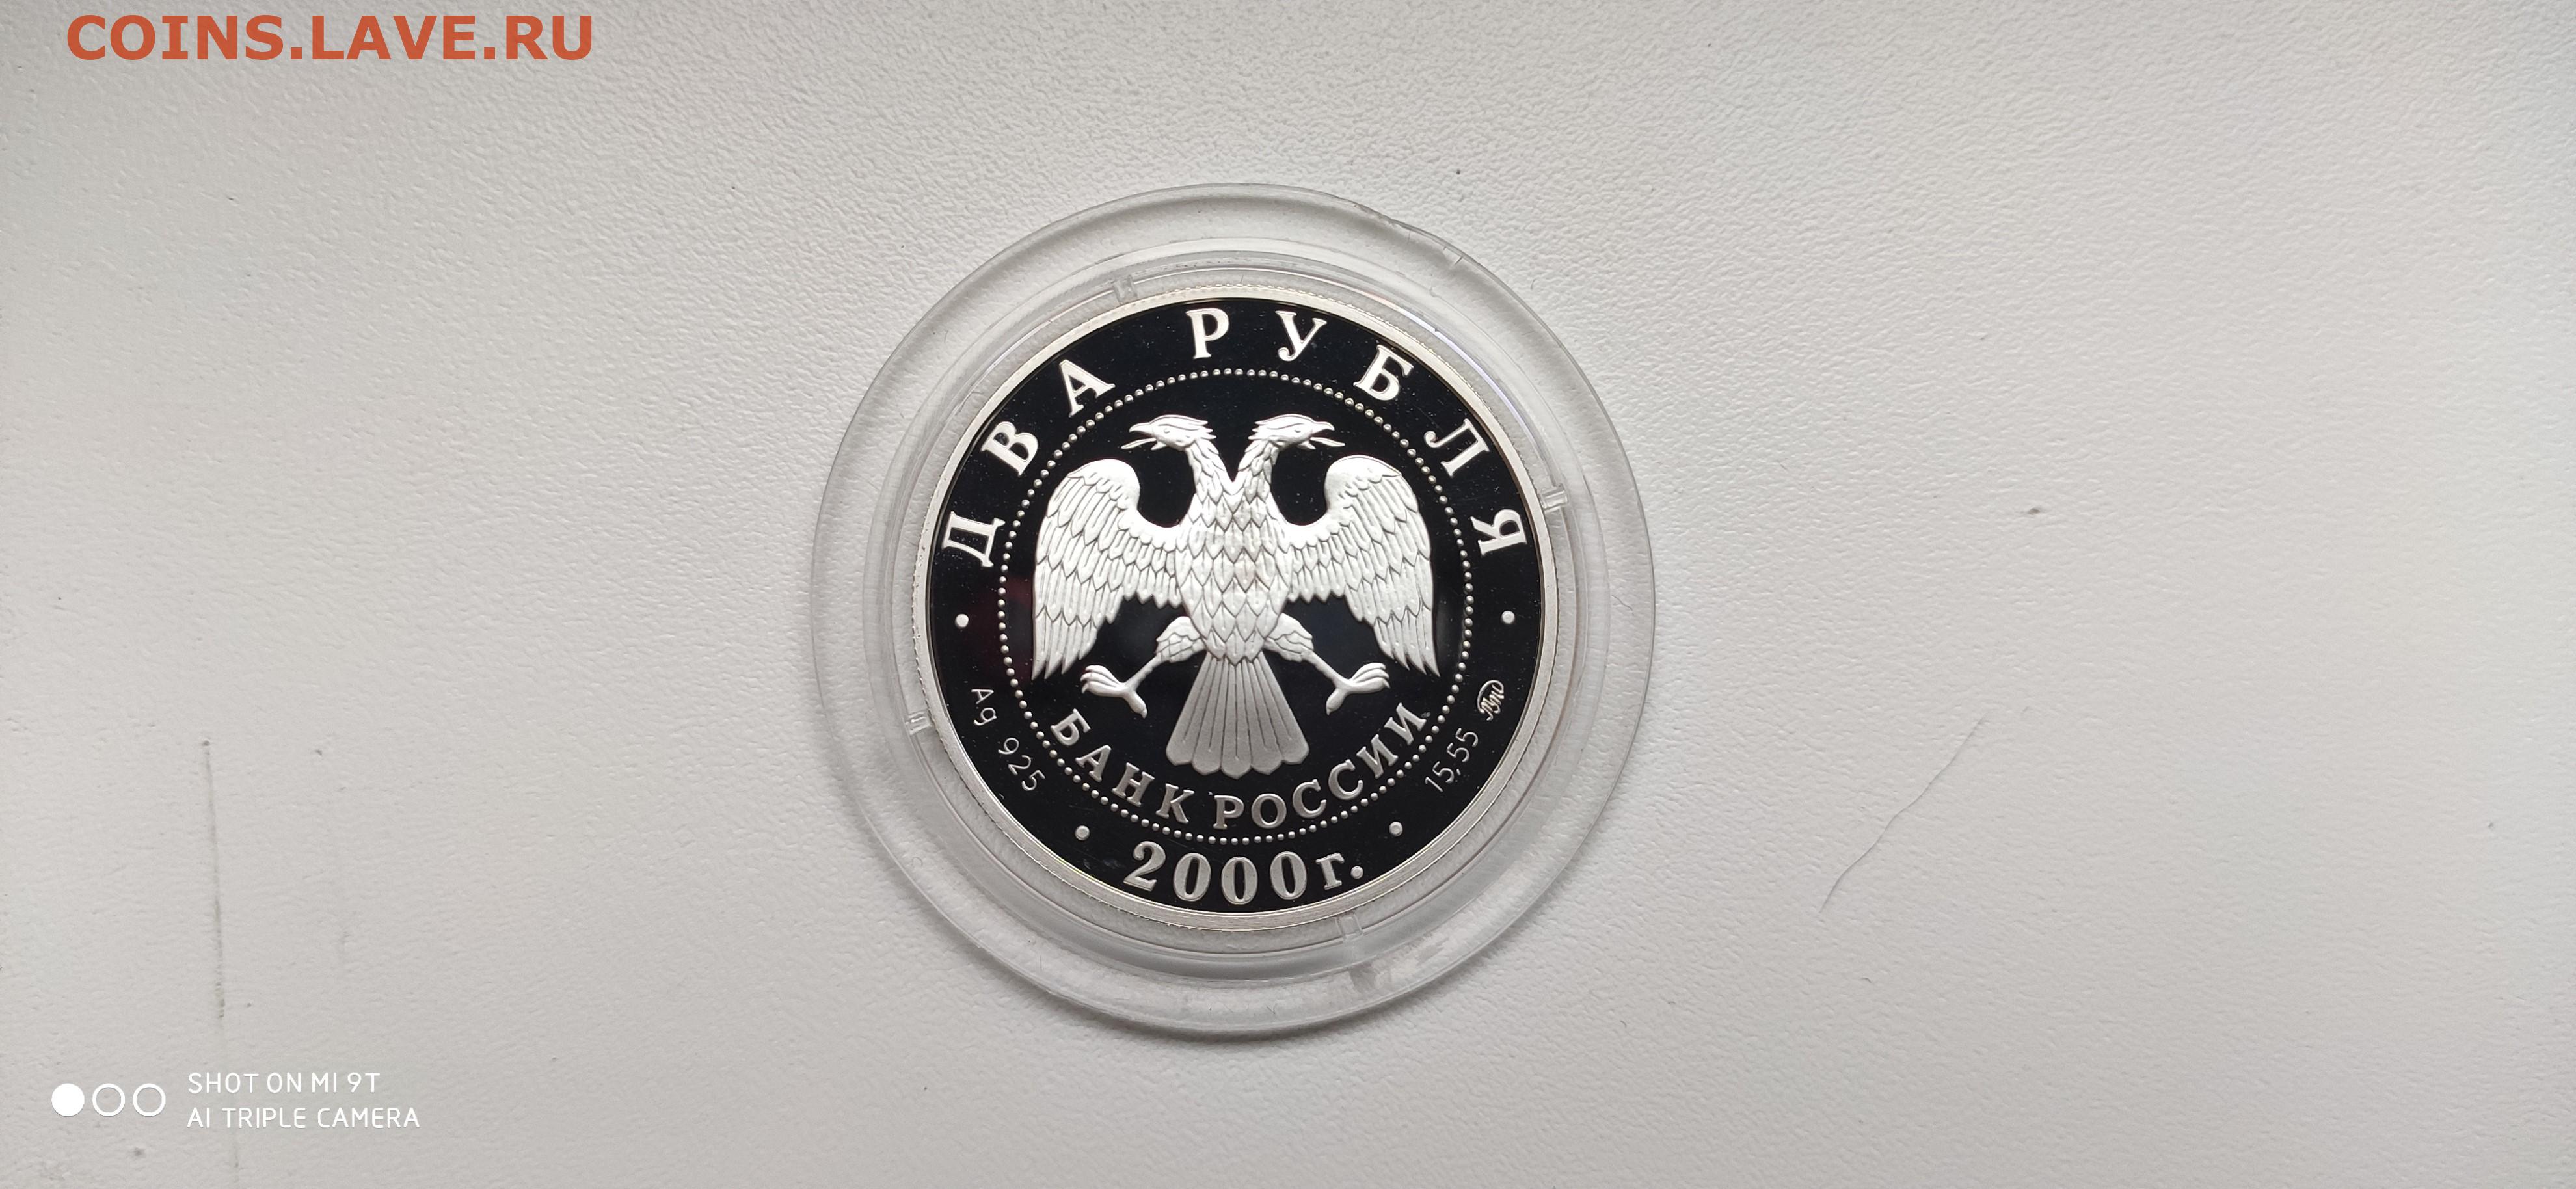 COINS.LAVE.RU
ДВА РУБЛЯ
БАНК РОССИИ
Ag 925
15,55
2000г.
SHOT ON MI 9T
AI TRIPLE CAMERA